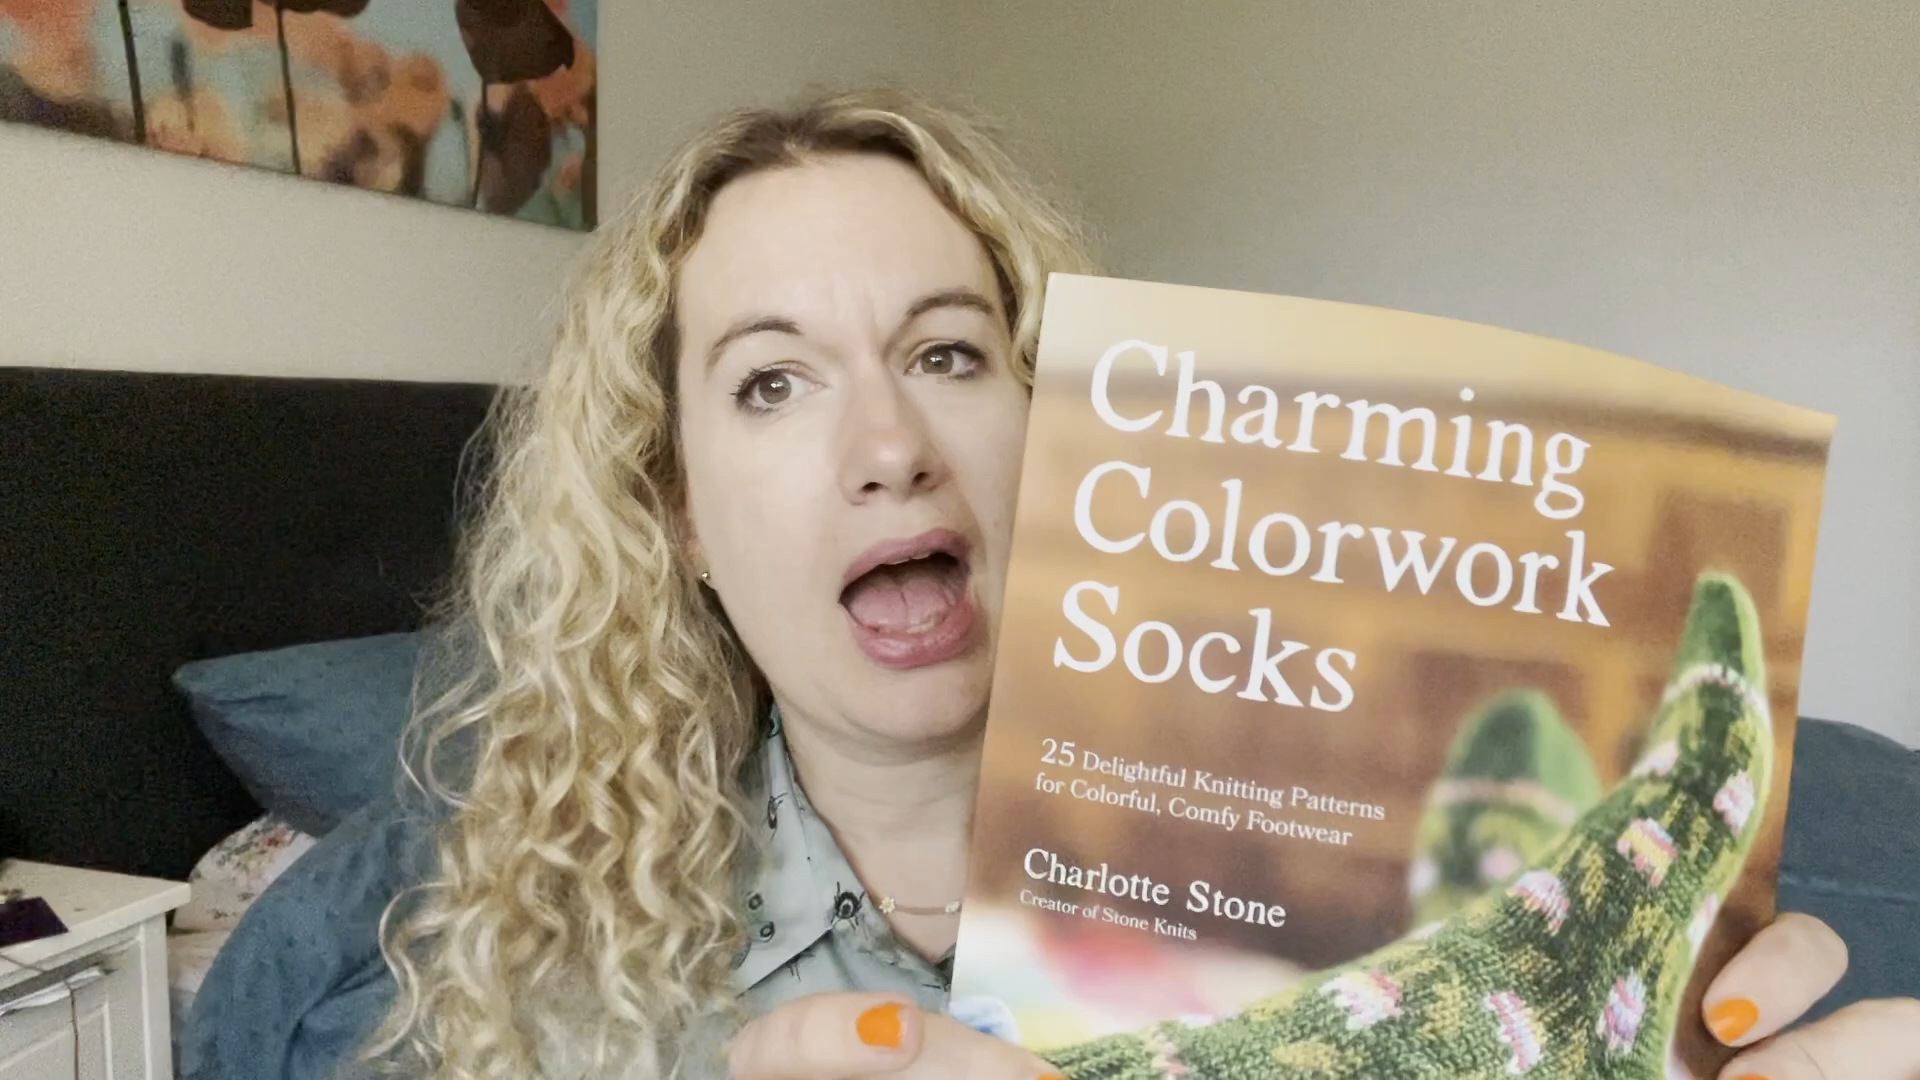 Charming
Colorwork
Socks
25 Delightful Knitting Patterns
for Colorful, Comfy Footwear
Charlotte Stone
Creator of Stone Knits